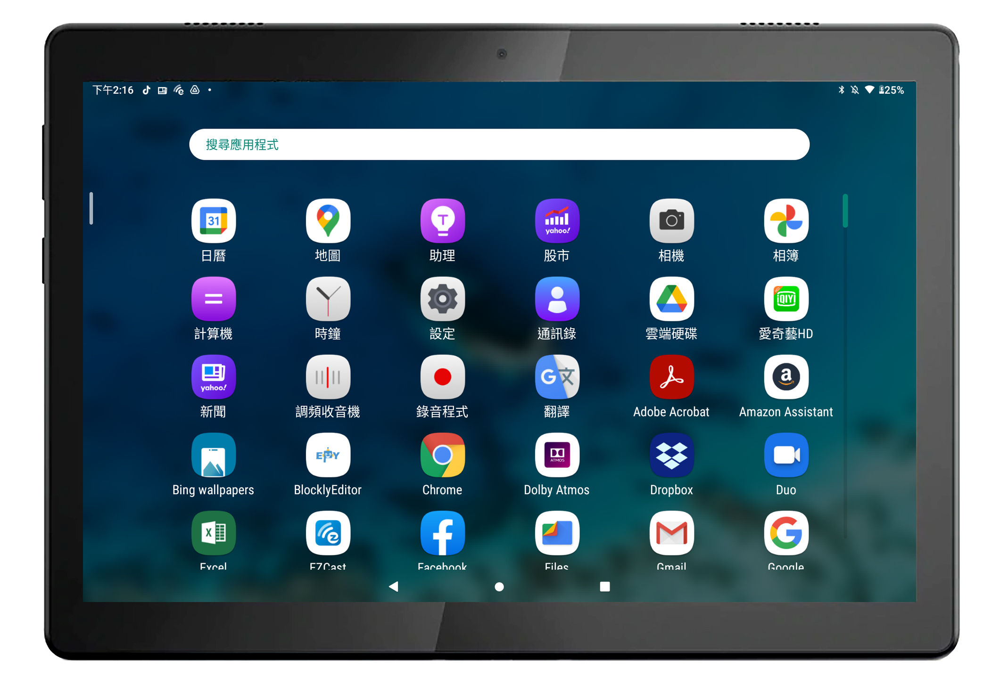 下午2:16
25%
搜尋應用程式
31
T
yahoo!
日曆
地圖
助理
股市
相機
相簿
HD
iQIYI
計算機
時鐘
設定
通訊錄
雲端硬碟
愛奇藝HD
yahoo!
G文
a
新聞
調頻收音機
錄音程式
翻譯
Adobe Acrobat
Amazon Assistant
EPY
ATMOS
Bing wallpapers
BlocklyEditor
Chrome
Dolby Atmos
Dropbox
Duo
X
Excel
EZCast
Facebook
Files
Gmail
Google